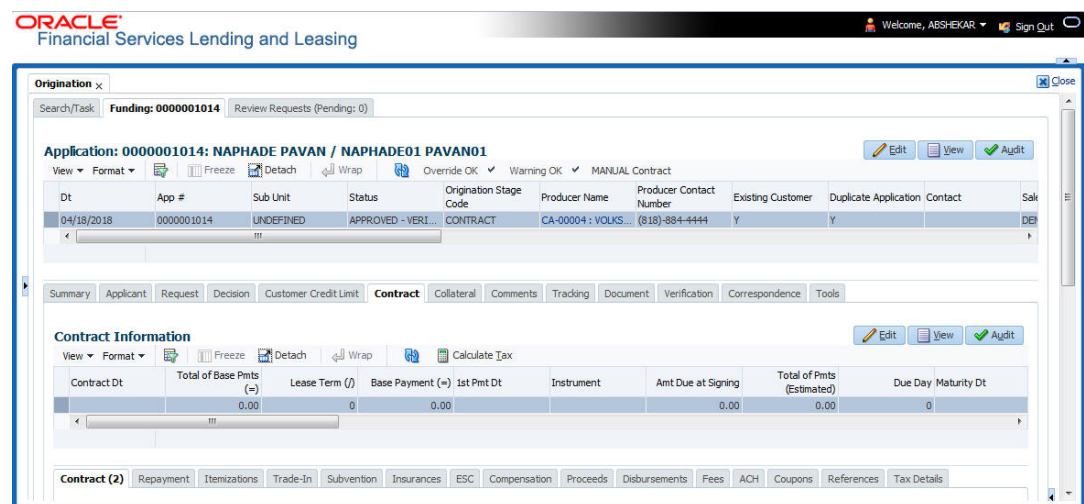 ORACLE®
Financial Services Lending and Leasing
Welcome, ABSHEKAR Sign Out
Close
Origination
Search/Task Funding: 0000001014 Review Requests (Pending: 0)
Application: 0000001014: NAPHADE PAVAN / NAPHADE01 PAVAN01 Edit View Audit
View Format Freeze Detach Wrap Override OK Warning OK MANUAL Contract
Dt App # Sub Unit Status Origination Stage Code Producer Name Producer Contact Number Existing Customer Duplicate Application Contact
04/18/2018 0000001014 UNDEFINED APPROVED - VERI... CONTRACT CA-00004 : VOLKS... (818)-884-4444 Y Y
Summary Applicant Request Decision Customer Credit Limit Contract Collateral Comments Tracking Document Verification Correspondence Tools
Contract Information Edit View Audit
View Format Freeze Detach Wrap Calculate Tax
Contract Dt Total of Base Pmts (=) Lease Term (/) Base Payment (=) 1st Pmt Dt Instrument Amt Due at Signing Total of Pmts (Estimated) Due Day Maturity Dt
0.00 0 0.00 0.00 0.00 0
Contract (2) Repayment Itemizations Trade-In Subvention Insurances ESC Compensation Proceeds Disbursements Fees ACH Coupons References Tax Details